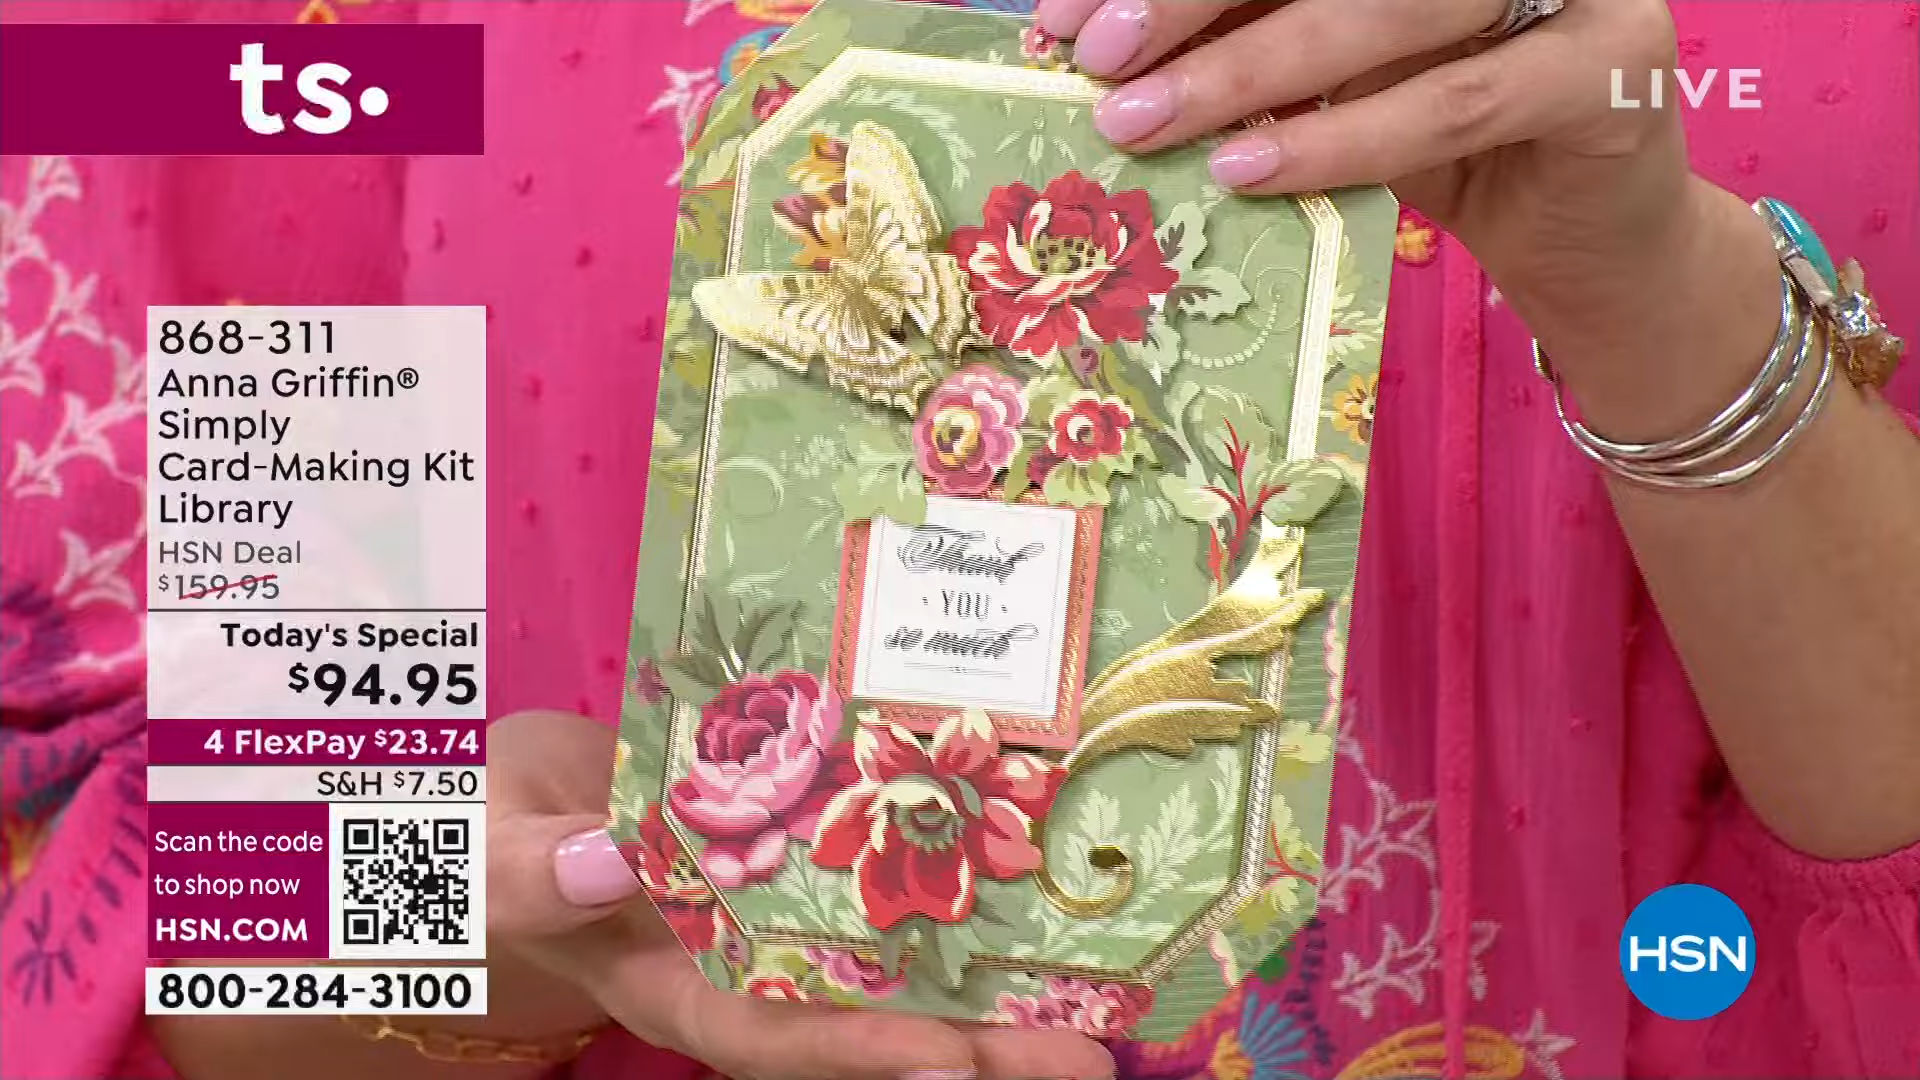 ts.
LIVE
868-311
Anna Griffin®
Simply
Card-Making Kit
Library
HSN Deal
$159.95
Today's Special
$94.95
4 FlexPay $23.74
S&H $7.50
Scan the code
to shop now
HSN.COM
800-284-3100
Thank
· YOU ·
so much
HSN